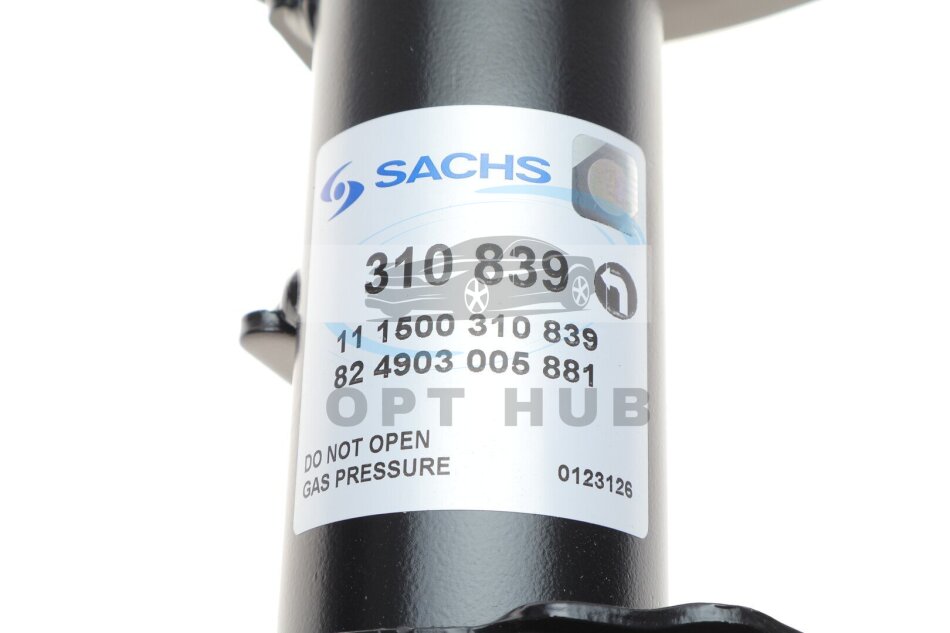 SACHS
310 839
11 1500 310 839
82 4903 005 881
OPT HUB
DO NOT OPEN
GAS PRESSURE
0123126